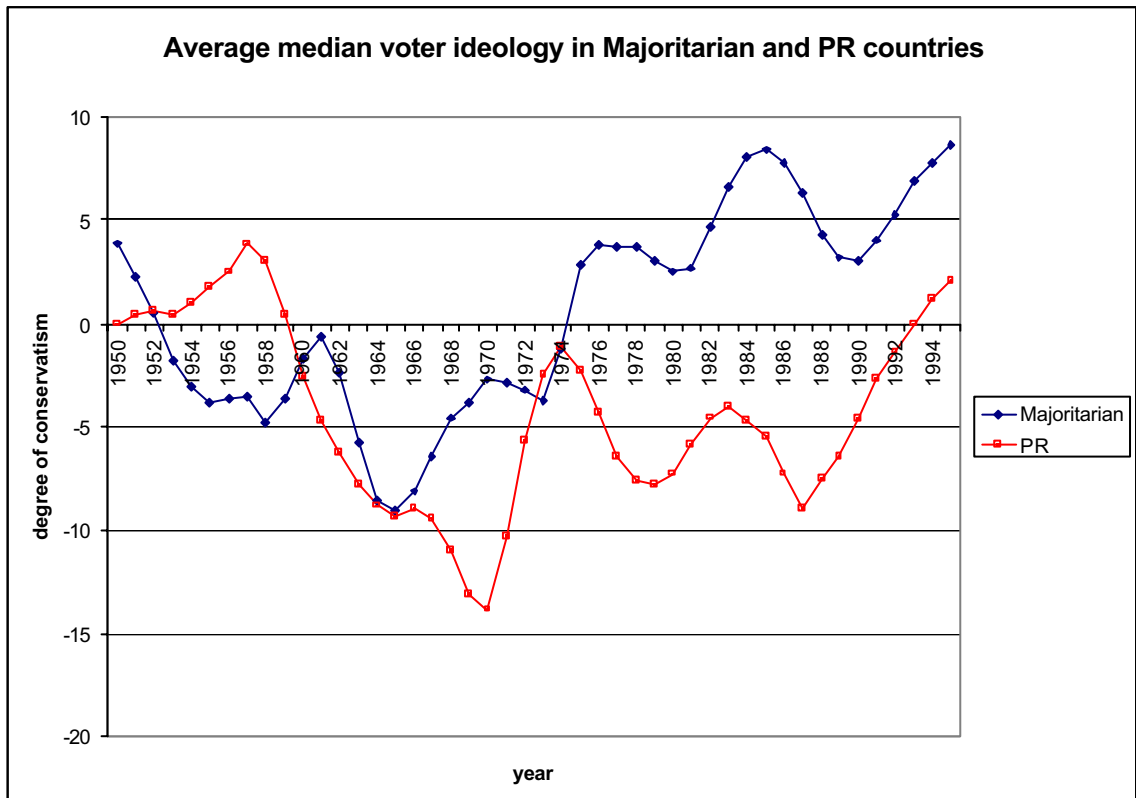 Average median voter ideology in Majoritarian and PR countries
10
5
0
-5
-10
-15
-20
degree of conservatism
1950 1952 1954 1956 1958 1960 1962 1964 1966 1968 1970 1972 1974 1976 1978 1980 1982 1984 1986 1988 1990 1992 1994
year
Majoritarian
PR